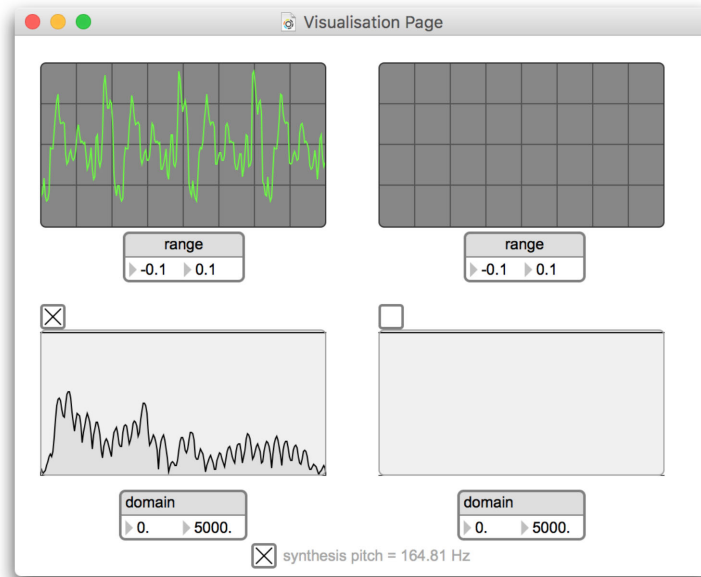 Visualisation Page
range
-0.1 0.1
range
-0.1 0.1
domain
0. 5000.
domain
0. 5000.
synthesis pitch = 164.81 Hz